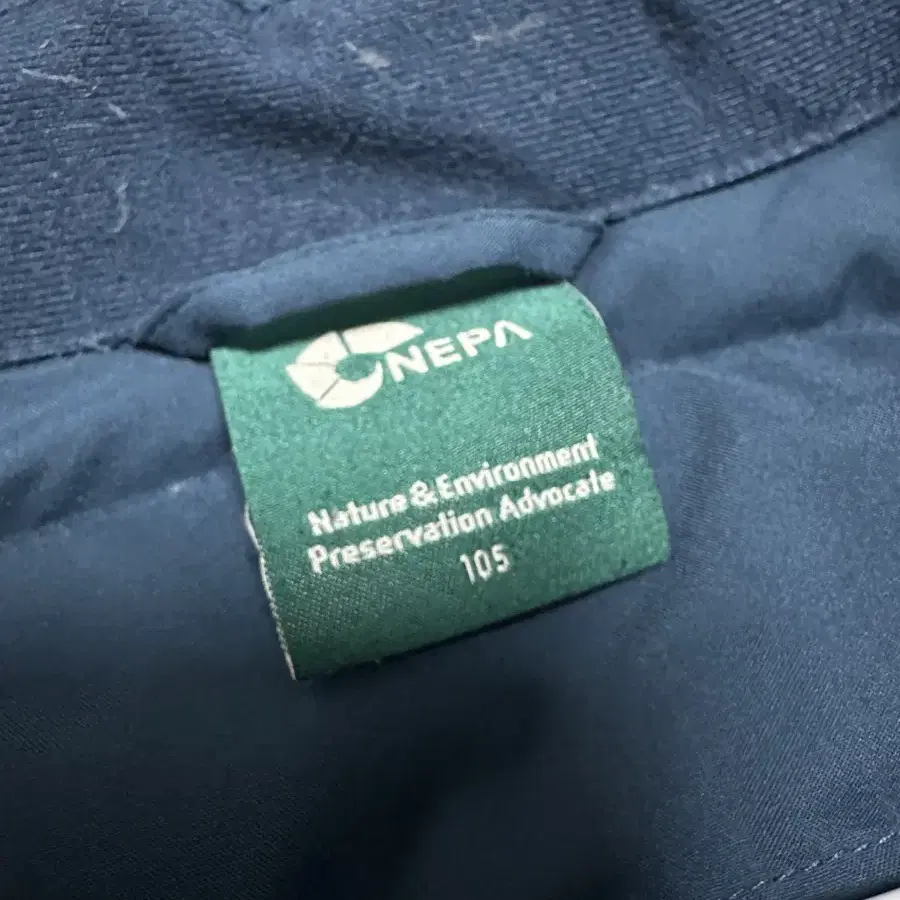 NEPA
Nature & Environment
Preservation Advocate
105